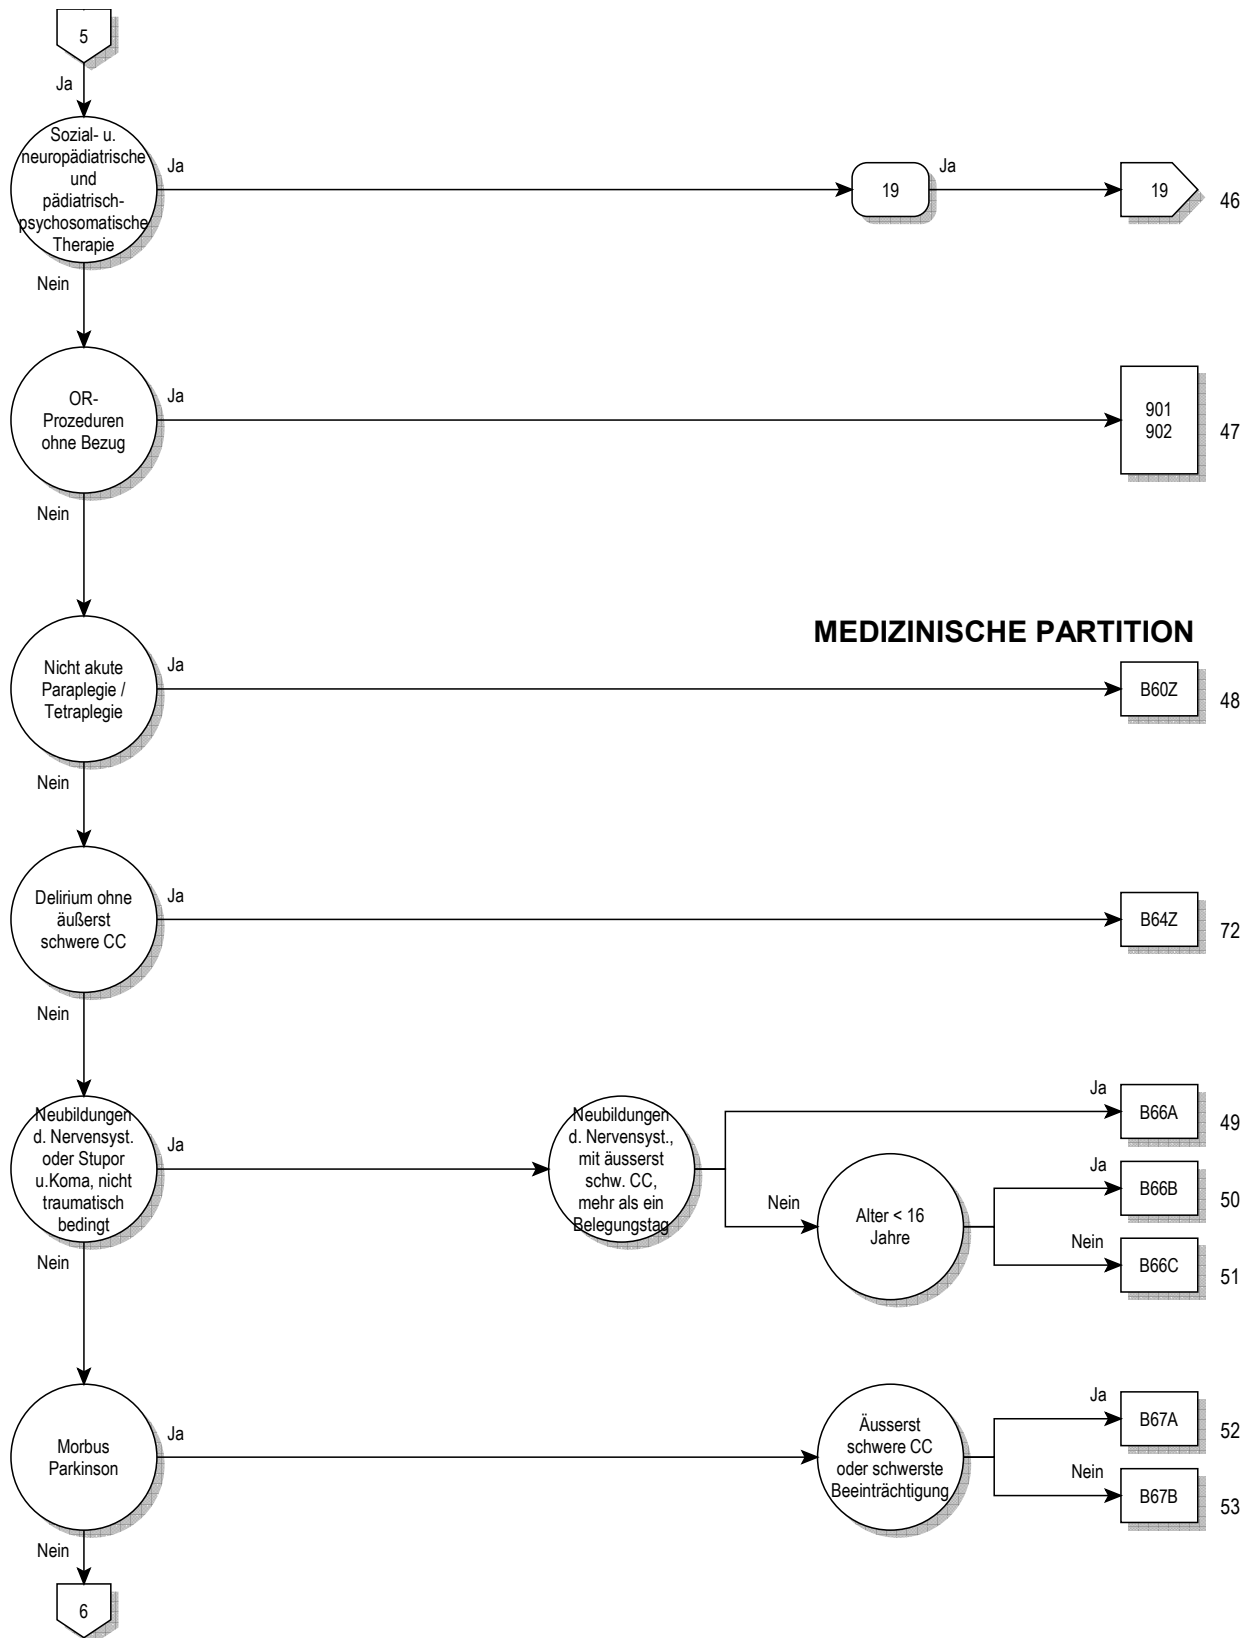 5
Ja
Sozial- u.
neuropädiatrische
und
pädiatrisch-
psychosomatische
Therapie
Ja
19
Ja
19
46
Nein
OR-
Prozeduren
ohne Bezug
Ja
901
902
47
Nein
MEDIZINISCHE PARTITION
Nicht akute
Paraplegie /
Tetraplegie
Ja
B60Z
48
Nein
Delirium ohne
äußerst
schwere CC
Ja
B64Z
72
Nein
Neubildungen
d. Nervensyst.
oder Stupor
u.Koma, nicht
traumatisch
bedingt
Ja
Neubildungen
d. Nervensyst.,
mit äusserst
schw. CC,
mehr als ein
Belegungstag
Ja
B66A
49
Nein
Alter < 16
Jahre
Ja
B66B
50
Nein
B66C
51
Nein
Morbus
Parkinson
Ja
Äusserst
schwere CC
oder schwerste
Beeinträchtigung
Ja
B67A
52
Nein
B67B
53
Nein
6